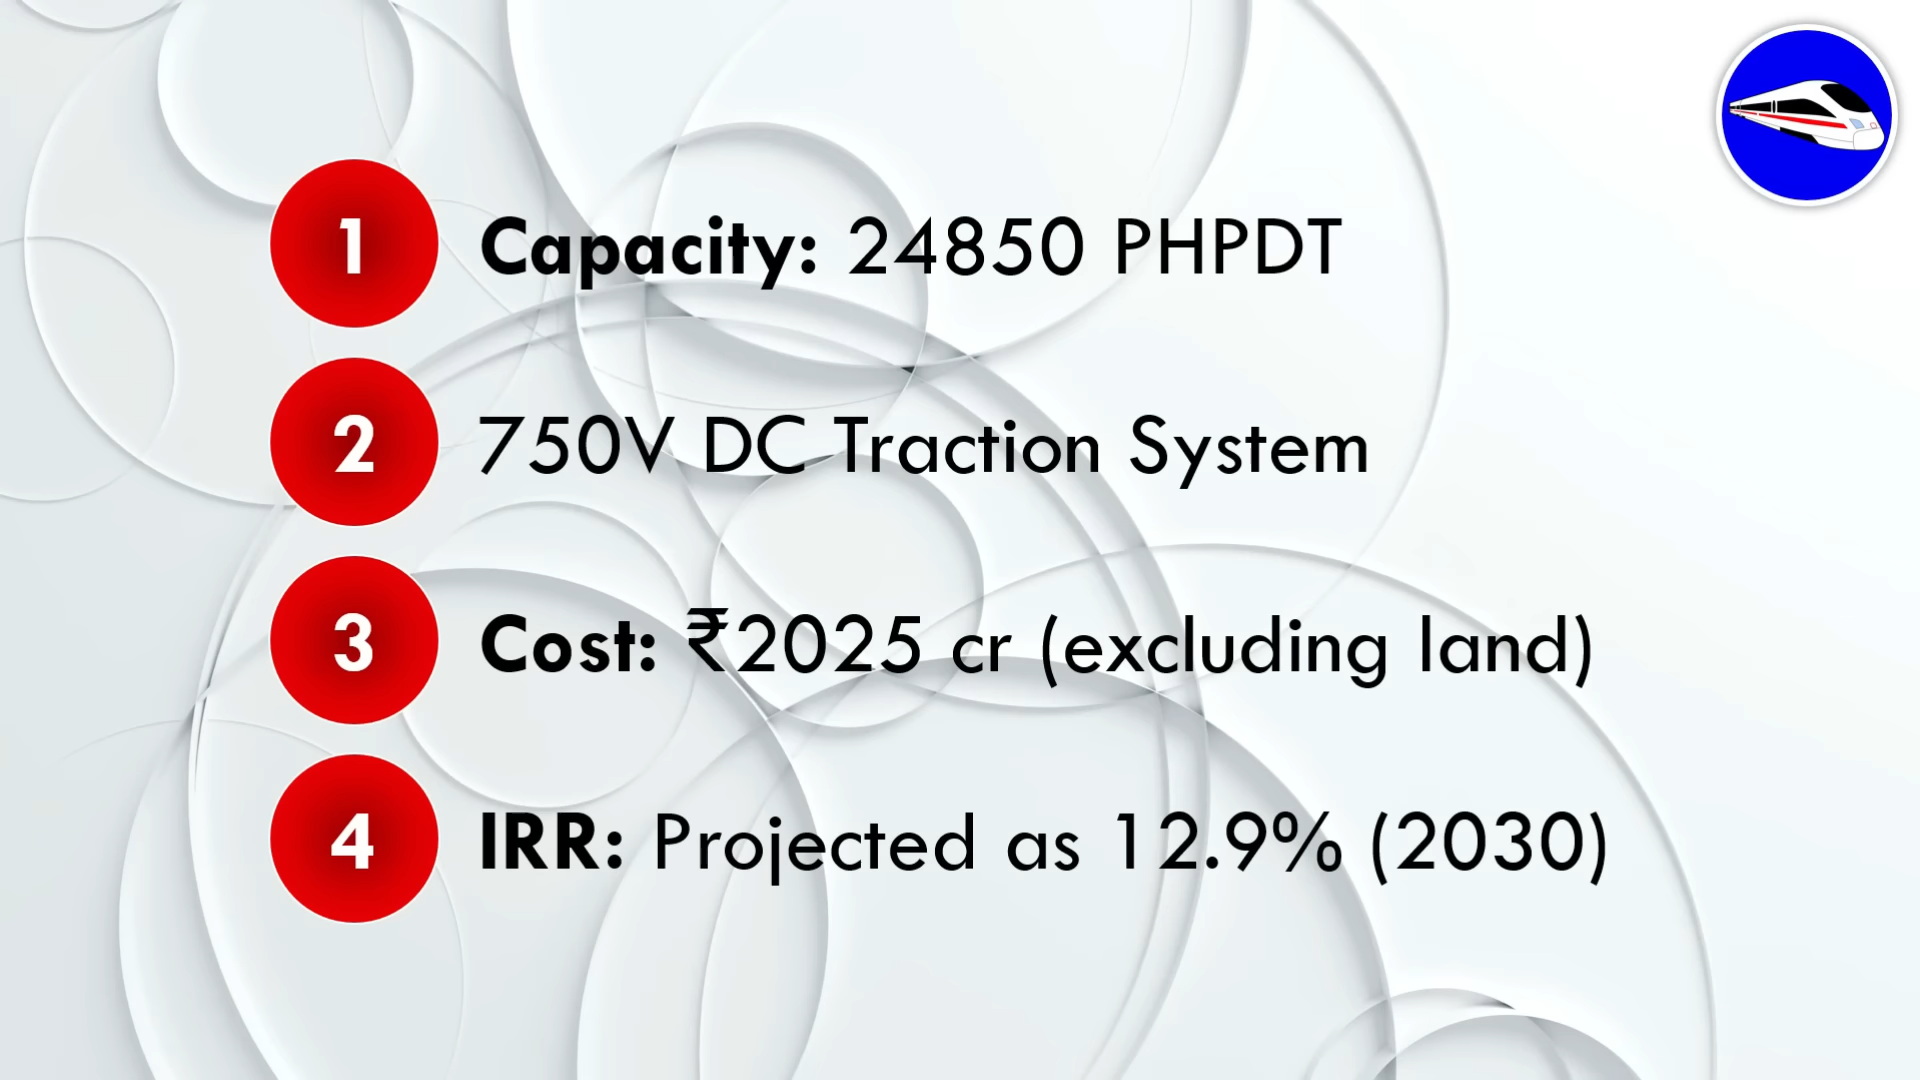 1 Capacity: 24850 PHPDT
2 750V DC Traction System
3 Cost: ₹2025 cr (excluding land)
4 IRR: Projected as 12.9% (2030)